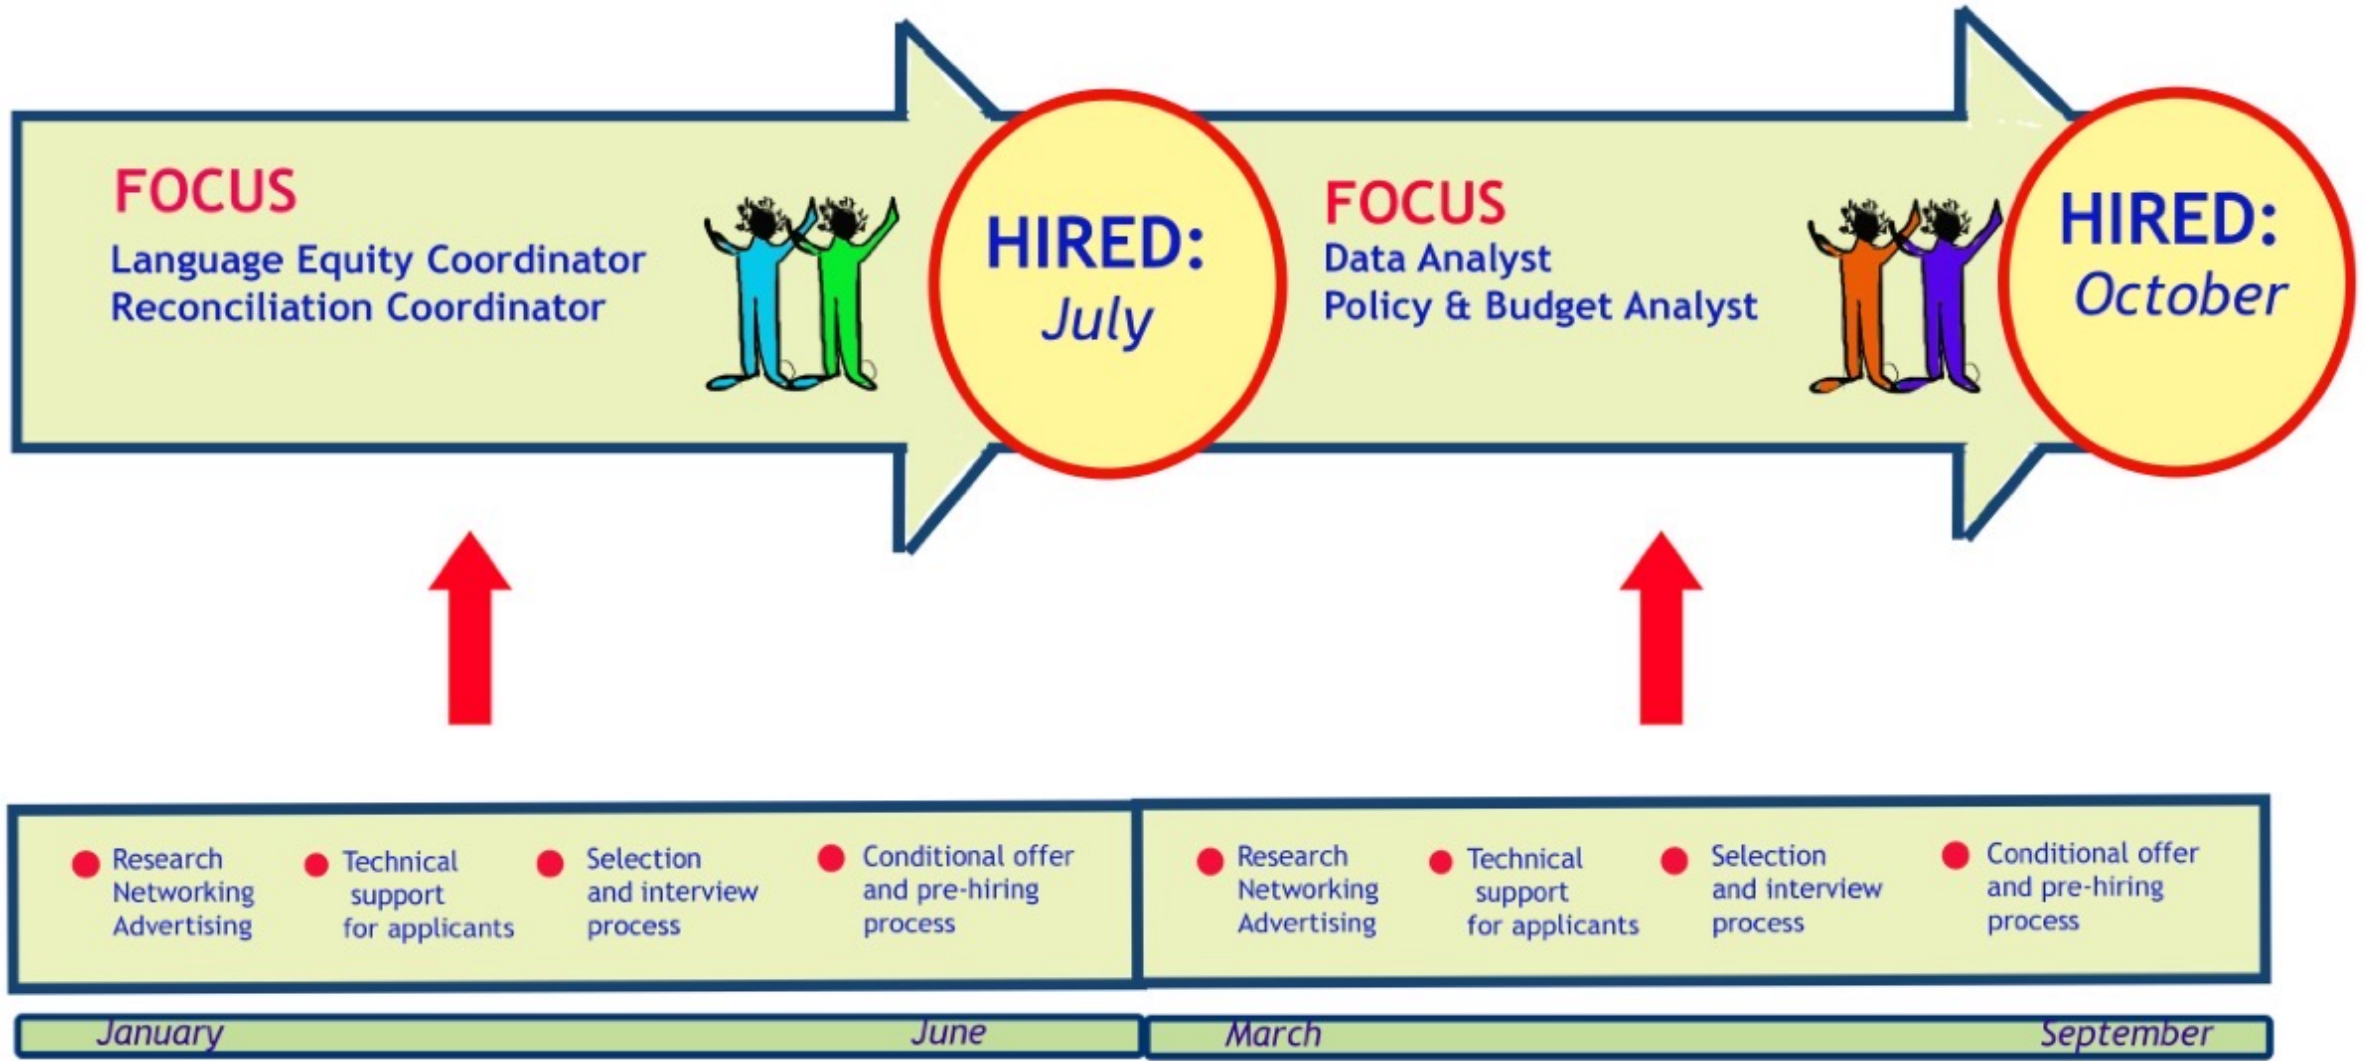 FOCUS
Language Equity Coordinator
Reconciliation Coordinator
HIRED:
July
FOCUS
Data Analyst
Policy & Budget Analyst
HIRED:
October
Research
Networking
Advertising
Technical
support
for applicants
Selection
and interview
process
Conditional offer
and pre-hiring
process
Research
Networking
Advertising
Technical
support
for applicants
Selection
and interview
process
Conditional offer
and pre-hiring
process
January
June
March
September